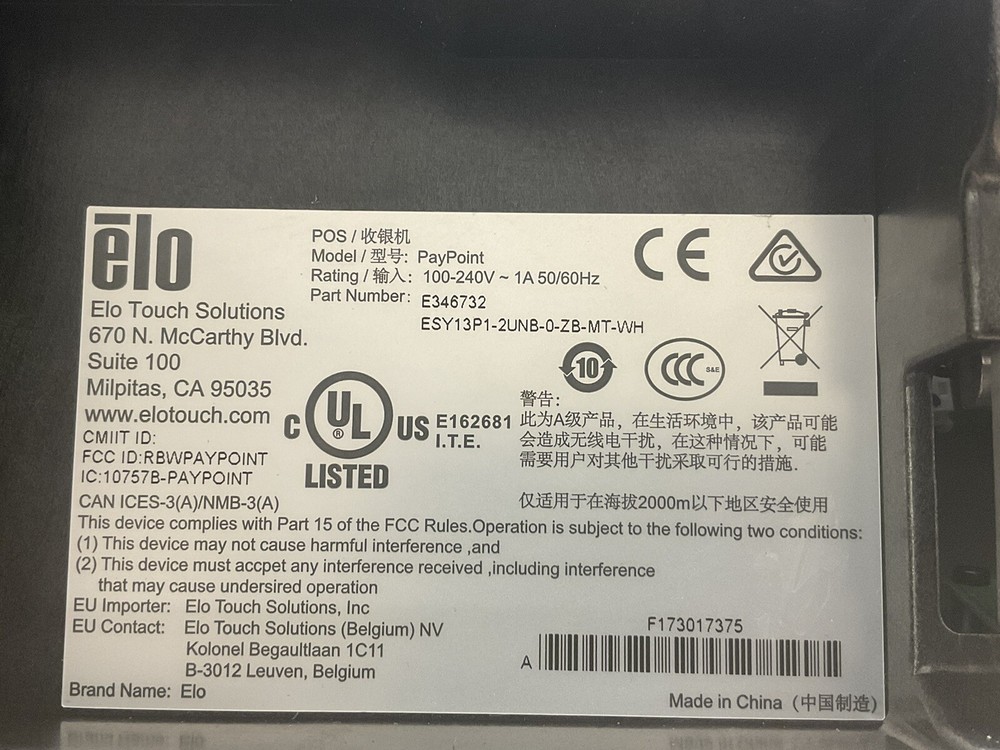 ēlo
Elo Touch Solutions
670 N. McCarthy Blvd.
Suite 100
Milpitas, CA 95035
www.elotouch.com
CMIIT ID:
FCC ID:RBWPAYPOINT
IC:10757B-PAYPOINT
CAN ICES-3(A)/NMB-3(A)
POS / 收银机
Model / 型号: PayPoint
Rating / 输入: 100-240V ~ 1A 50/60Hz
Part Number: E346732
ESY13P1-2UNB-0-ZB-MT-WH
CE
10
CCC S&E
C UL ® US
LISTED
E162681
I.T.E.
警告:
此为A级产品，在生活环境中，该产品可能
会造成无线电干扰，在这种情况下，可能
需要用户对其他干扰采取可行的措施.
仅适用于在海拔2000m以下地区安全使用
This device complies with Part 15 of the FCC Rules.Operation is subject to the following two conditions:
(1) This device may not cause harmful interference ,and
(2) This device must accpet any interference received ,including interference
that may cause undersired operation
EU Importer: Elo Touch Solutions, Inc
EU Contact: Elo Touch Solutions (Belgium) NV
Kolonel Begaultlaan 1C11
B-3012 Leuven, Belgium
Brand Name: Elo
F173017375
A
Made in China（中国制造）